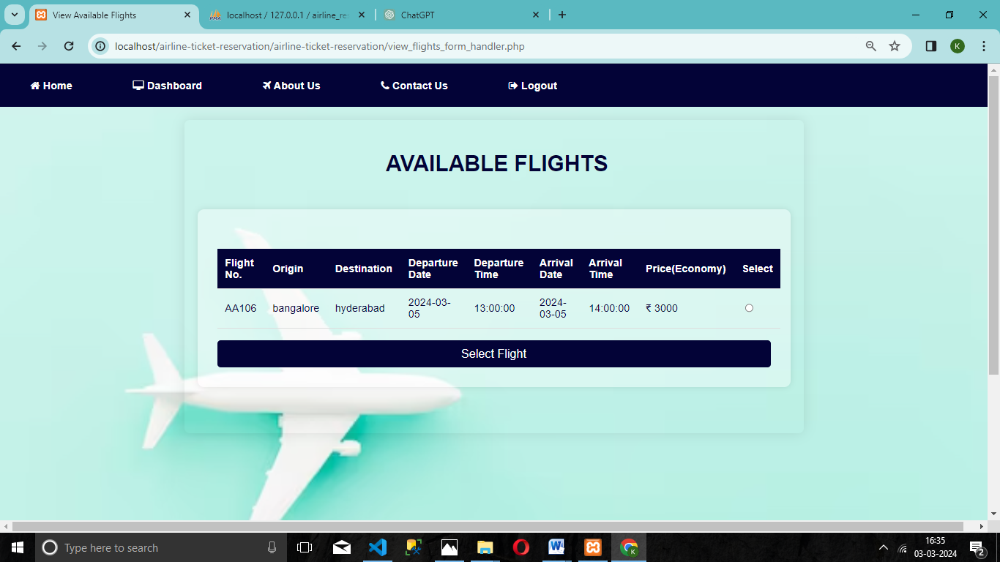 View Available Flights
localhost / 127.0.0.1 / airline_re
ChatGPT
localhost/airline-ticket-reservation/airline-ticket-reservation/view_flights_form_handler.php
K
Home Dashboard About Us Contact Us Logout
AVAILABLE FLIGHTS
Flight No. Origin Destination Departure Date Departure Time Arrival Date Arrival Time Price(Economy) Select
AA106 bangalore hyderabad 2024-03-05 13:00:00 2024-03-05 14:00:00 ₹ 3000
Select Flight
Type here to search
16:35
03-03-2024
2